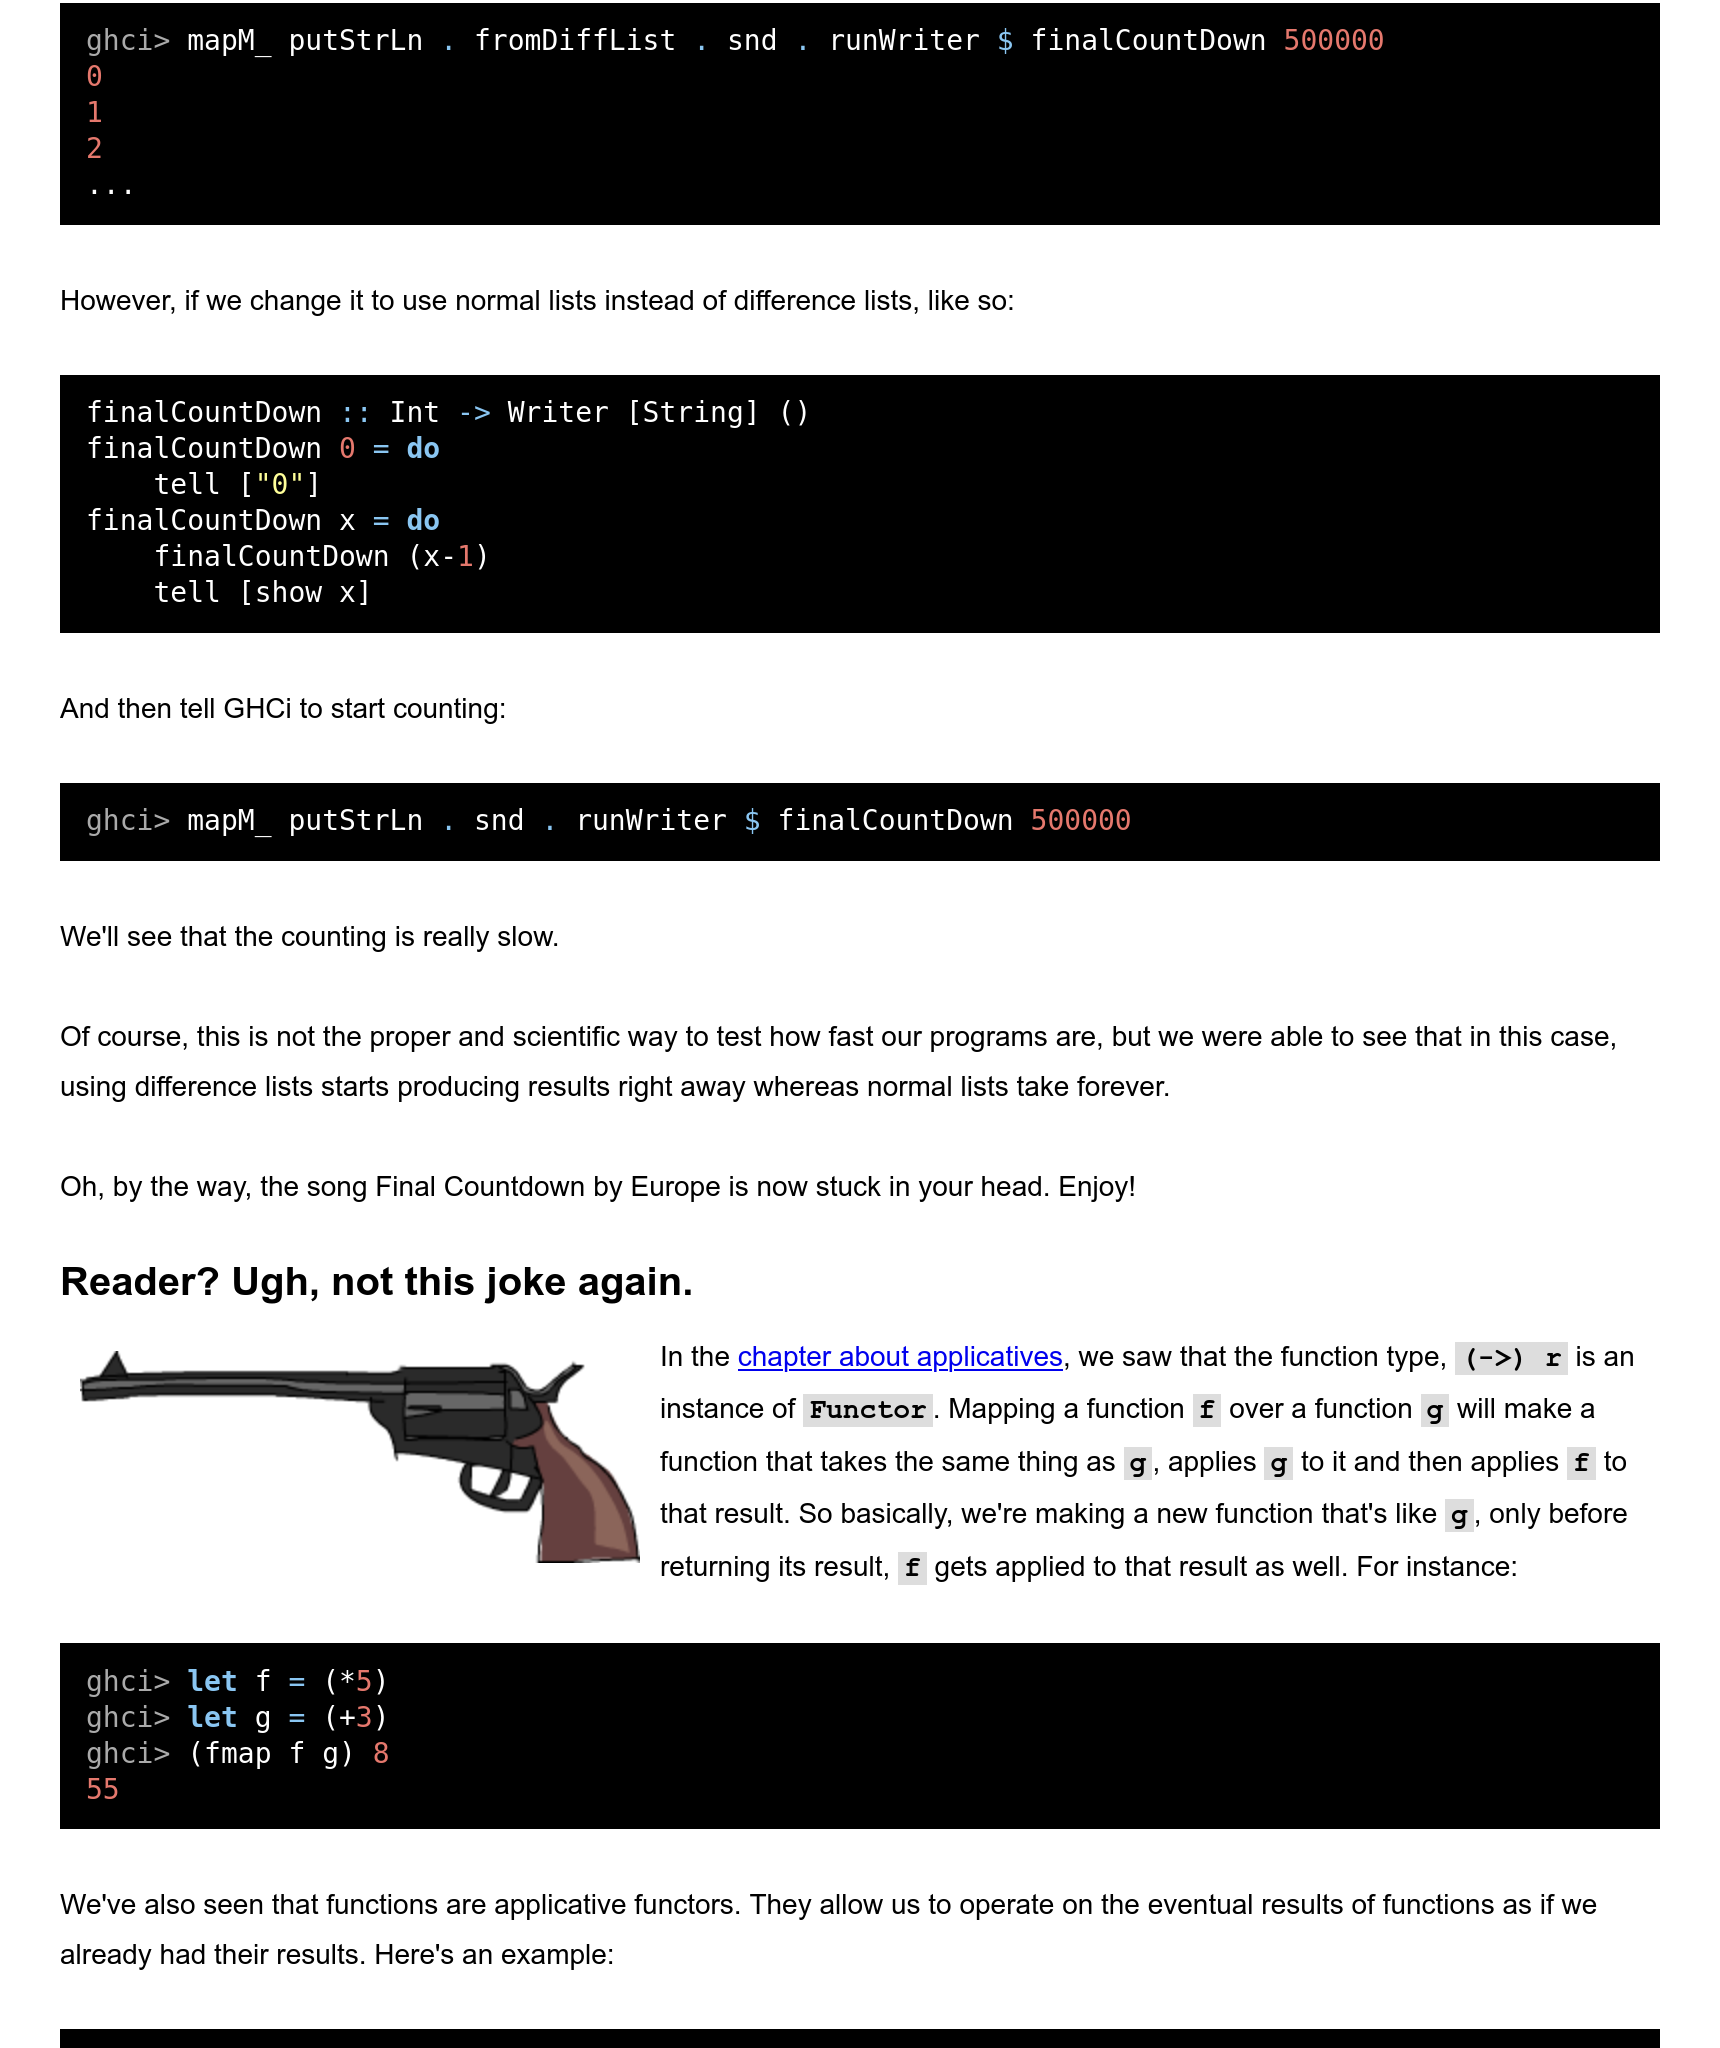 ghci> mapM_ putStrLn . fromDiffList . snd . runWriter $ finalCountDown 500000
0
1
2
...
However, if we change it to use normal lists instead of difference lists, like so:
finalCountDown :: Int -> Writer [String] ()
finalCountDown 0 = do
    tell ["0"]
finalCountDown x = do
    finalCountDown (x-1)
    tell [show x]
And then tell GHCi to start counting:
ghci> mapM_ putStrLn . snd . runWriter $ finalCountDown 500000
We'll see that the counting is really slow.
Of course, this is not the proper and scientific way to test how fast our programs are, but we were able to see that in this case,
using difference lists starts producing results right away whereas normal lists take forever.
Oh, by the way, the song Final Countdown by Europe is now stuck in your head. Enjoy!
Reader? Ugh, not this joke again.
In the chapter about applicatives, we saw that the function type, (->) r is an
instance of Functor. Mapping a function f over a function g will make a
function that takes the same thing as g, applies g to it and then applies f to
that result. So basically, we're making a new function that's like g, only before
returning its result, f gets applied to that result as well. For instance:
ghci> let f = (*5)
ghci> let g = (+3)
ghci> (fmap f g) 8
55
We've also seen that functions are applicative functors. They allow us to operate on the eventual results of functions as if we
already had their results. Here's an example: